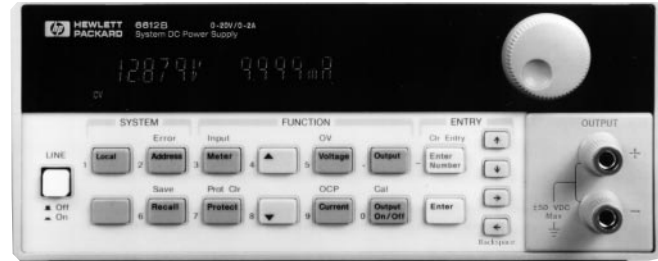 hp HEWLETT PACKARD 6612B 0-20V/0-2A
System DC Power Supply
12.879V 9.999mA
CV
SYSTEM FUNCTION ENTRY OUTPUT
Error Input OV Clr Entry
LINE
1 Local 2 Address 3 Meter 4 ▲ 5 Voltage . Output - Enter Number ↑ ↓ +
Save Prot Clr OCP Cal
Off
On
6 Recall 7 Protect 8 ▼ 9 Current 0 Output On/Off Enter → ← -
±50 VDC Max
Backspace